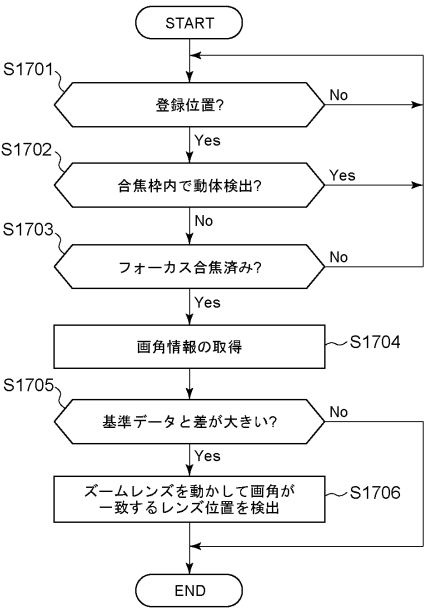 START
S1701
登録位置?
No
Yes
S1702
合焦枠内で動体検出?
Yes
No
S1703
フォーカス合焦済み?
No
Yes
画角情報の取得
S1704
S1705
基準データと差が大きい?
No
Yes
ズームレンズを動かして画角が
一致するレンズ位置を検出
S1706
END